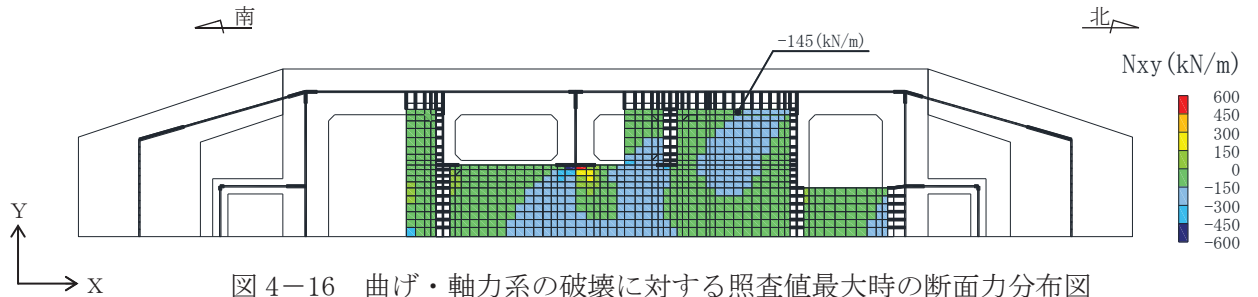 南
北
-145(kN/m)
Nxy(kN/m)
600
450
300
150
0
-150
-300
-450
-600
Y
X
図 4-16 曲げ・軸力系の破壊に対する照査値最大時の断面力分布図